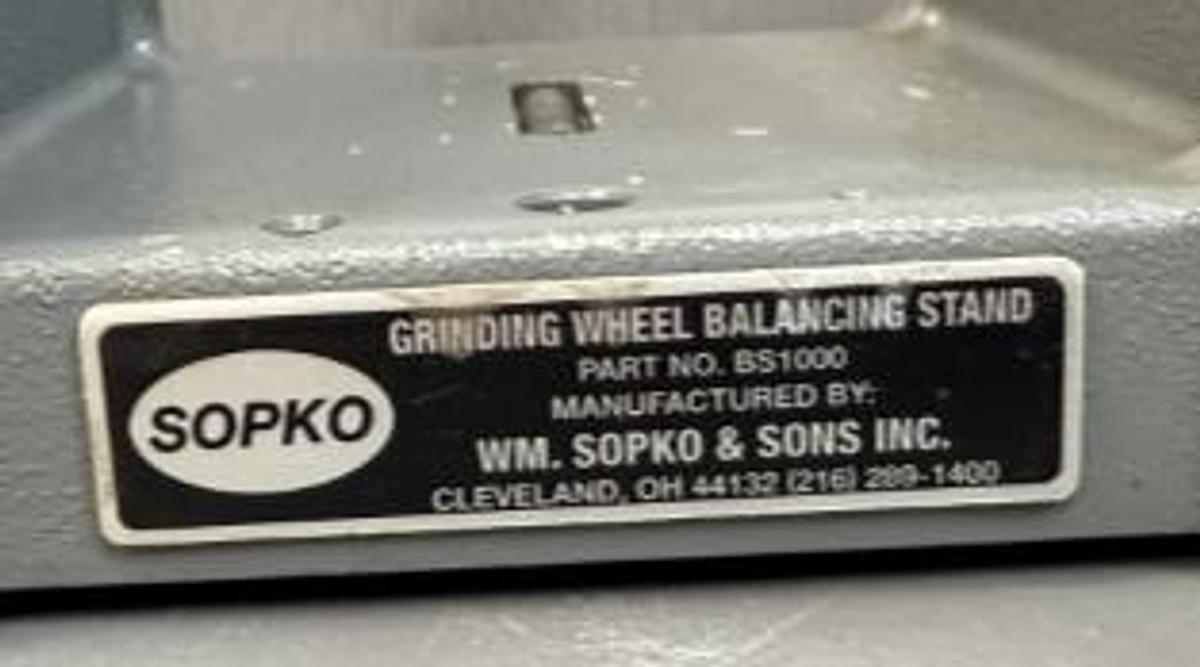 SOPKO
GRINDING WHEEL BALANCING STAND
PART NO. BS1000
MANUFACTURED BY:
WM. SOPKO & SONS INC.
CLEVELAND, OH 44132 (216) 289-1400